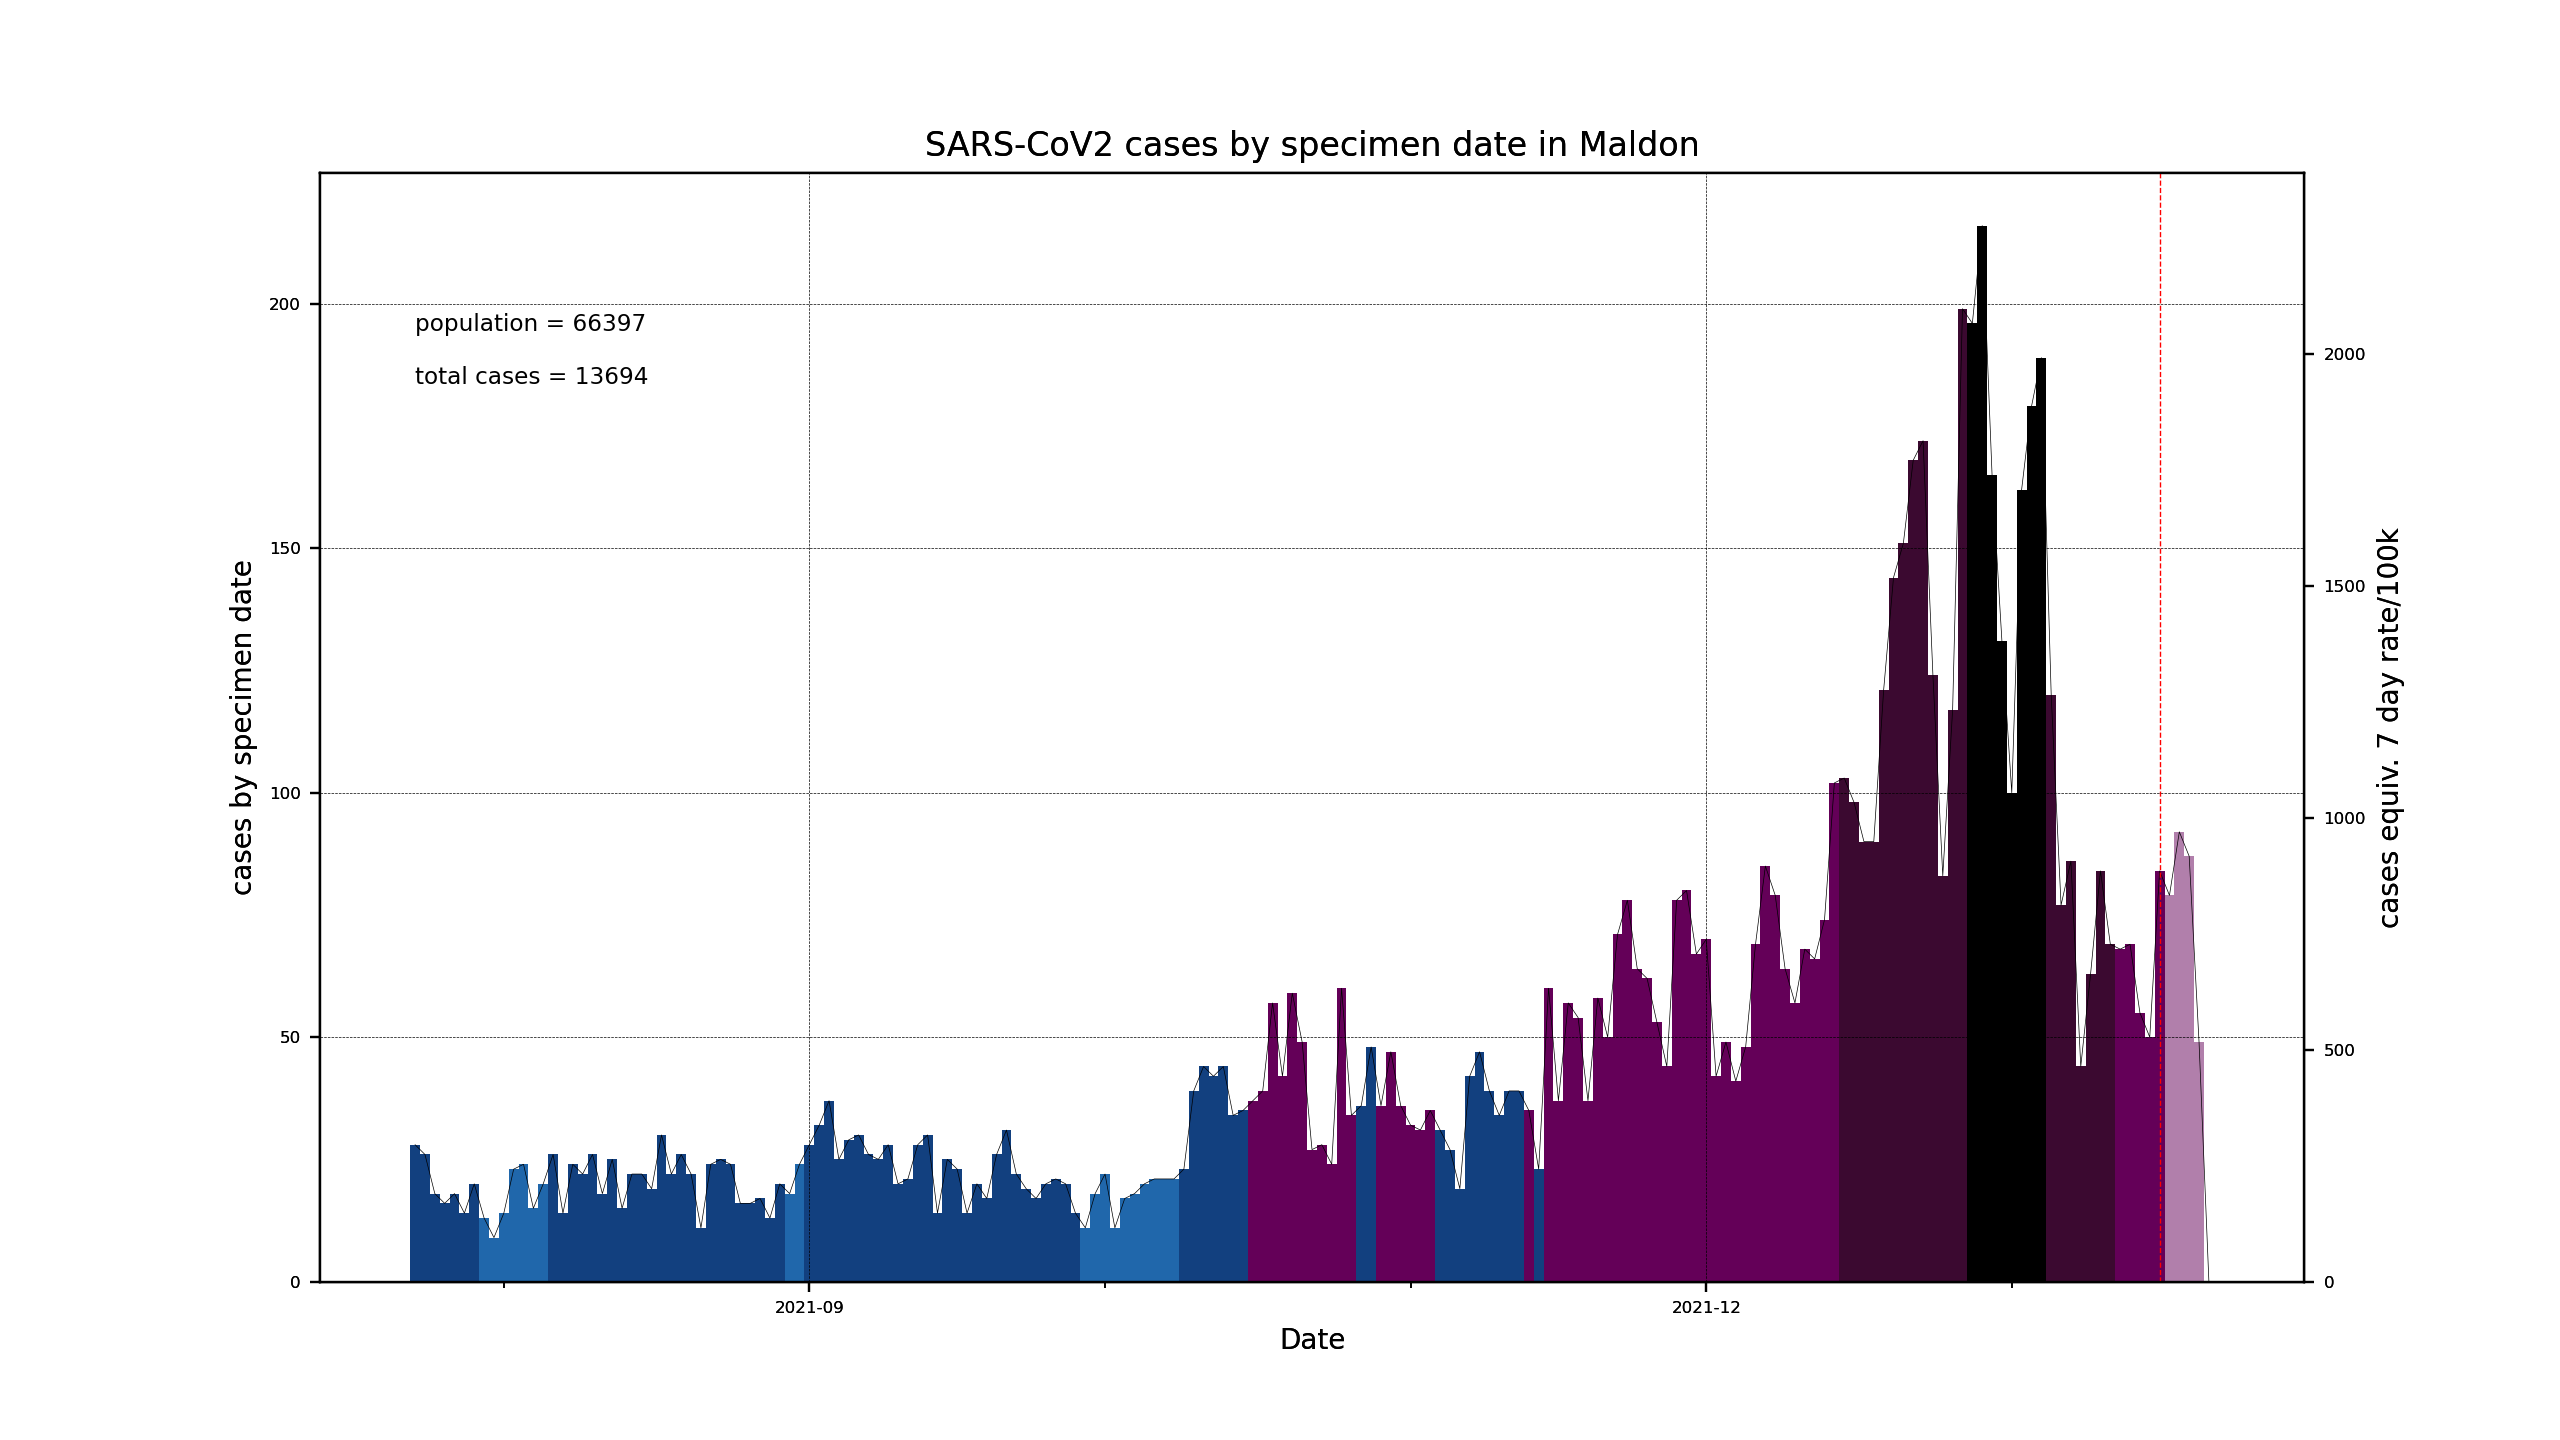 SARS-CoV2 cases by specimen date in Maldon
population = 66397
total cases = 13694
cases by specimen date
200
150
100
50
0
2000
1500
1000
500
0
cases equiv. 7 day rate/100k
2021-09
2021-12
Date